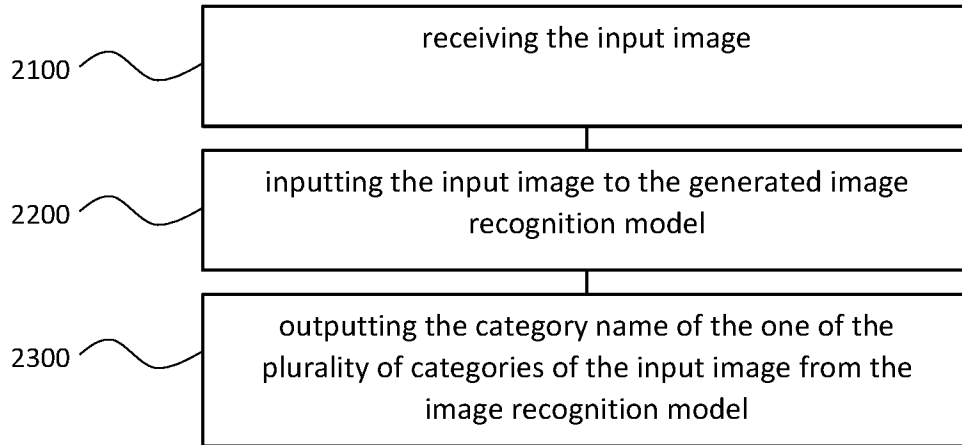 2100
receiving the input image
2200
inputting the input image to the generated image
recognition model
2300
outputting the category name of the one of the
plurality of categories of the input image from the
image recognition model